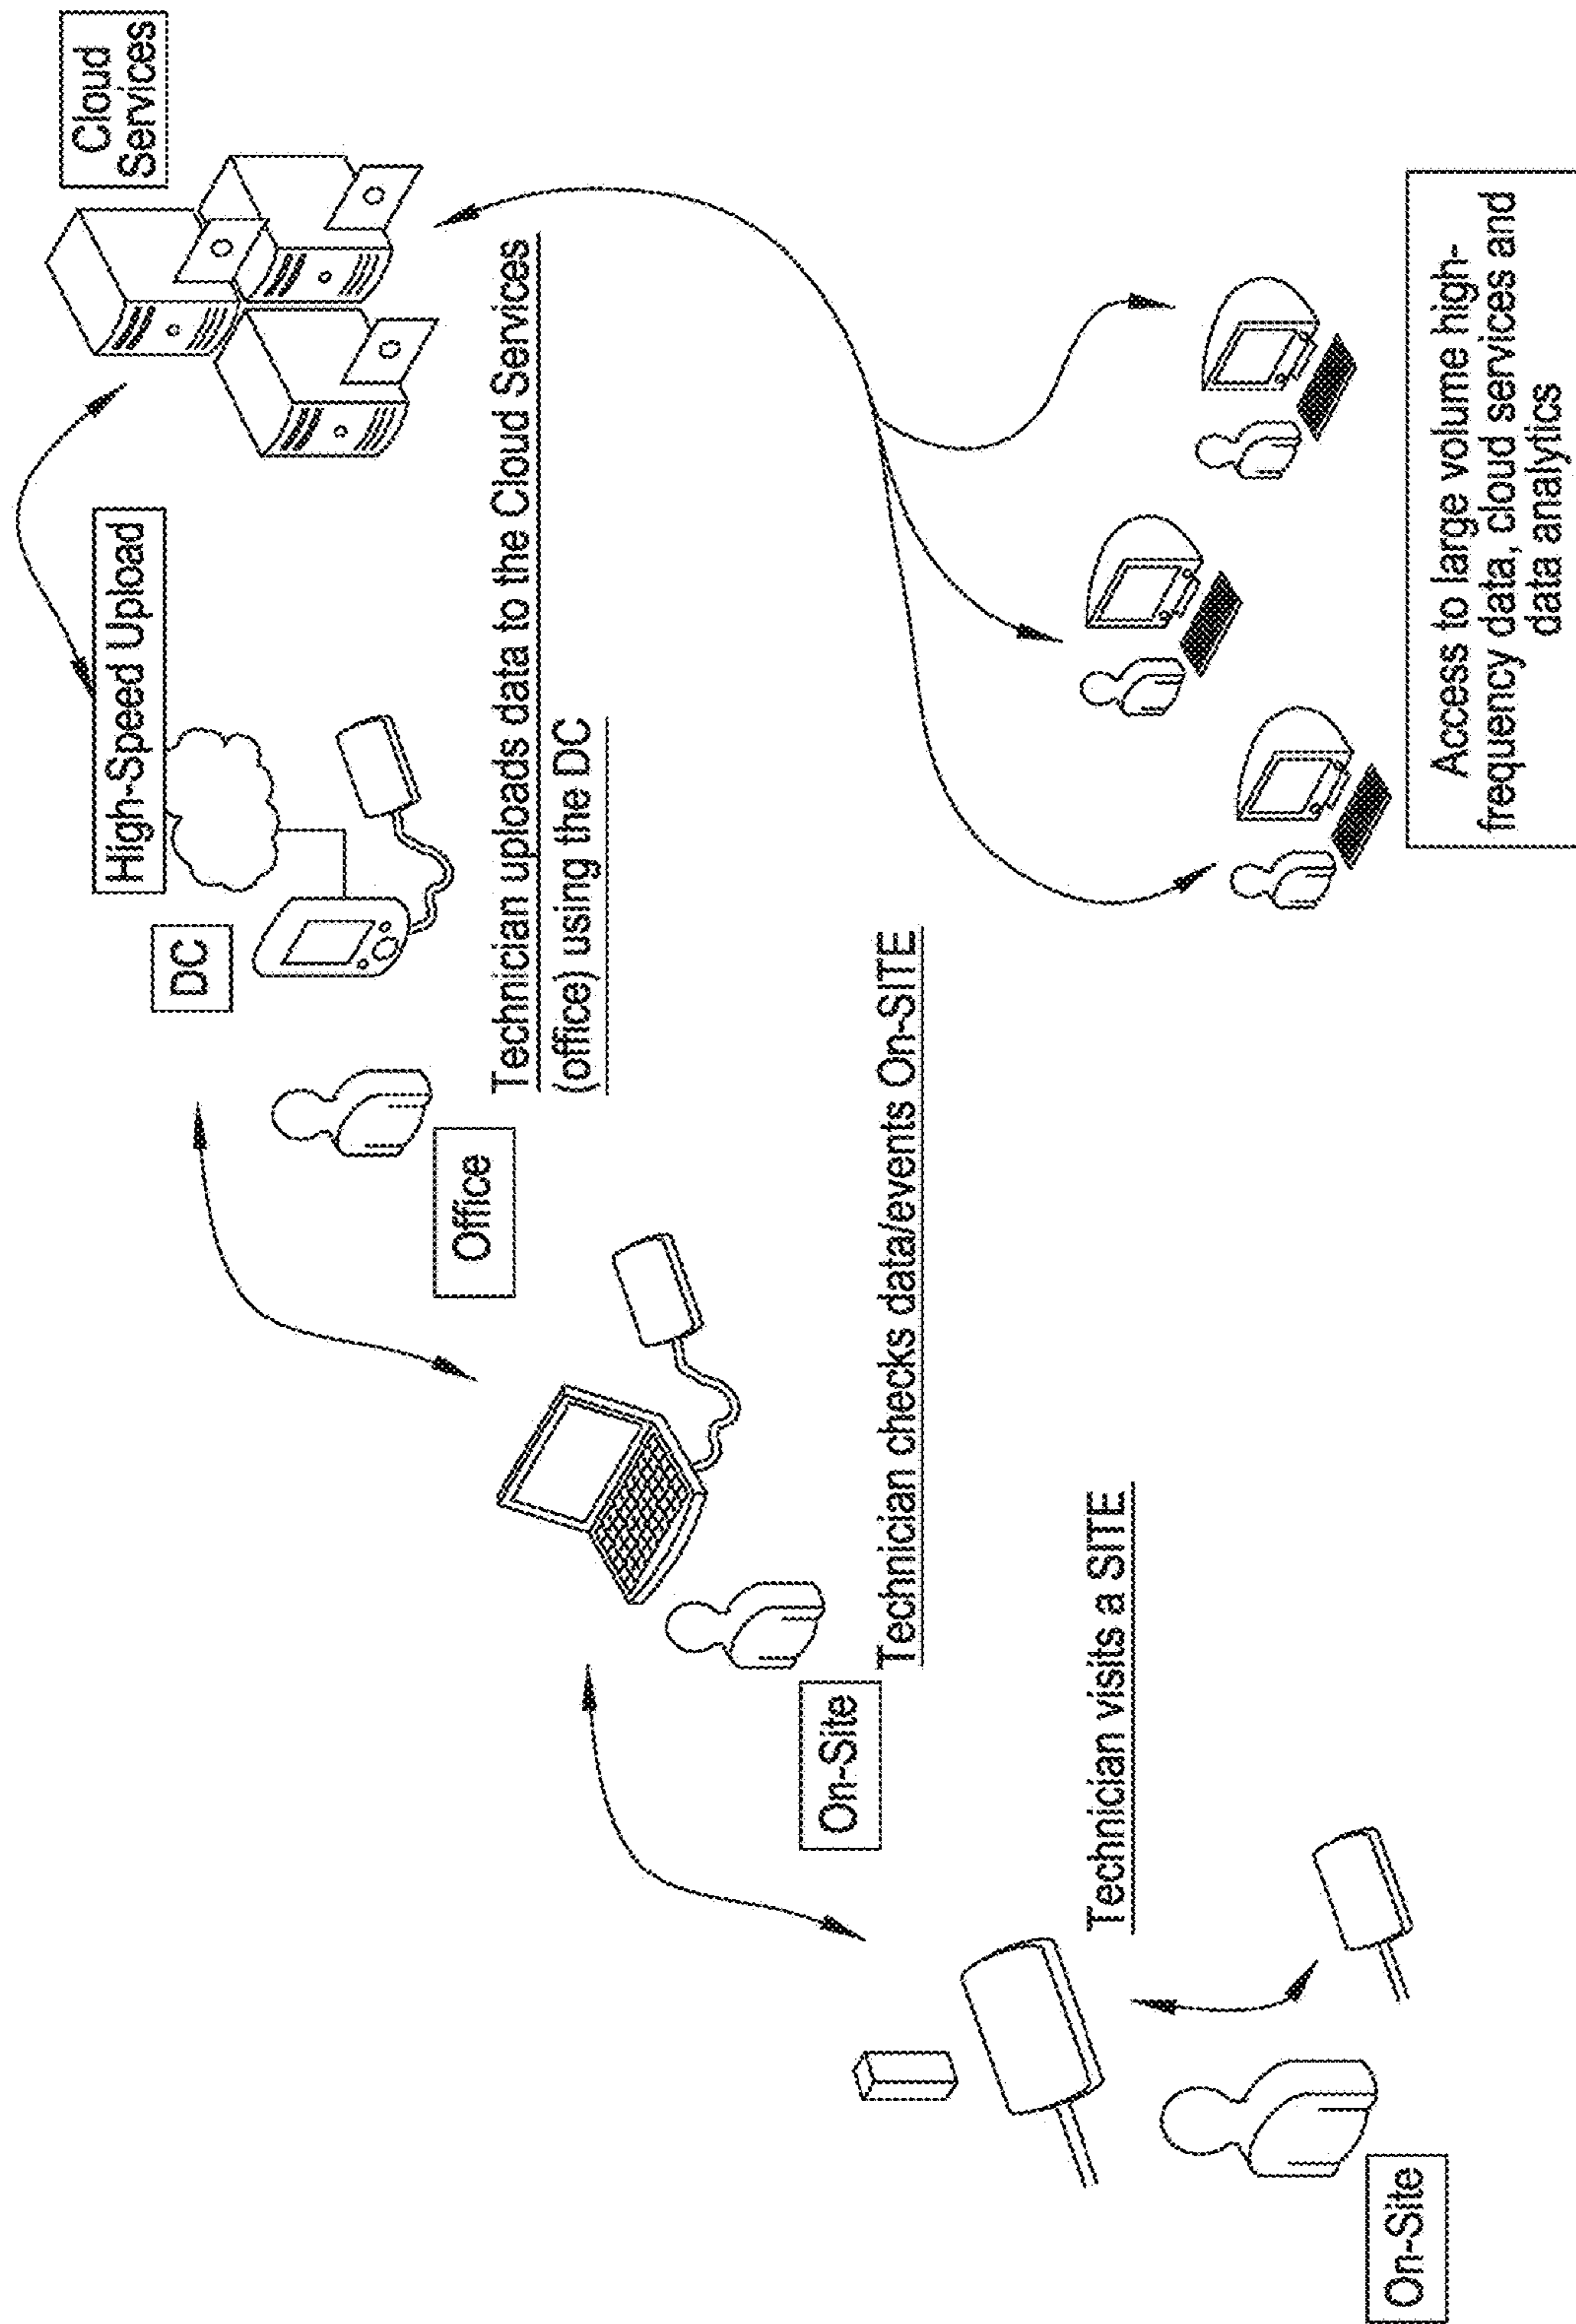 Cloud
Services
High-Speed Upload
DC
Technician uploads data to the Cloud Services
(office) using the DC
Office
Technician checks data/events On-SITE
On-Site
Technician visits a SITE
On-Site
Access to large volume high-
frequency data, cloud services and
data analytics